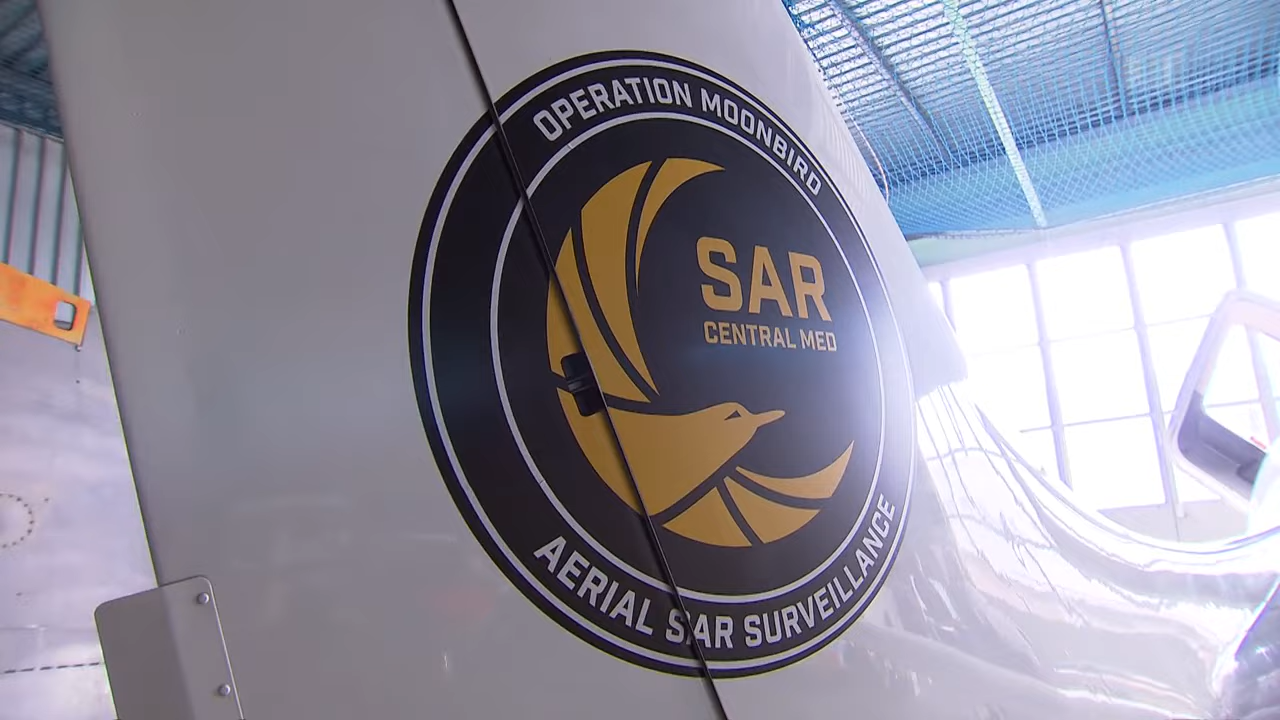 OPERATION MOONBIRD
SAR
CENTRAL MED
AERIAL SAR SURVEILLANCE